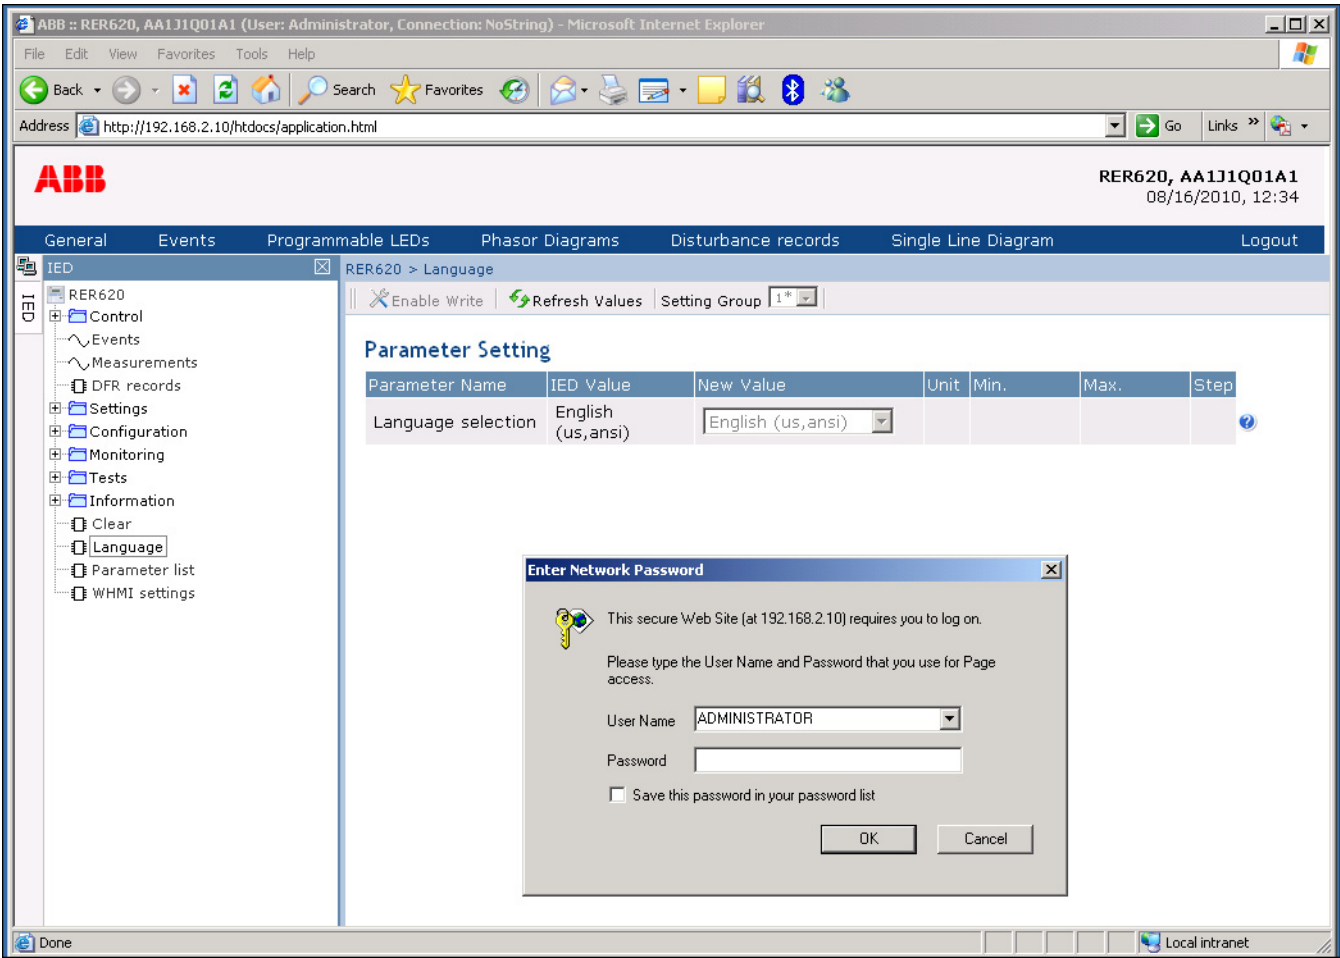 ABB :: RER620, AA1J1Q01A1 (User: Administrator, Connection: NoString) - Microsoft Internet Explorer
File Edit View Favorites Tools Help
Back Search Favorites
Address http://192.168.2.10/htdocs/application.html Go Links »
ABB
RER620, AA1J1Q01A1
08/16/2010, 12:34
General Events Programmable LEDs Phasor Diagrams Disturbance records Single Line Diagram Logout
IED
IED
RER620
Control
Events
Measurements
DFR records
Settings
Configuration
Monitoring
Tests
Information
Clear
Language
Parameter list
WHMI settings
RER620 > Language
Enable Write Refresh Values Setting Group 1*
Parameter Setting
Parameter Name IED Value New Value Unit Min. Max. Step
Language selection English (us,ansi) English (us,ansi) ?
Enter Network Password
This secure Web Site (at 192.168.2.10) requires you to log on.
Please type the User Name and Password that you use for Page
access.
User Name ADMINISTRATOR
Password
Save this password in your password list
OK Cancel
Done Local intranet